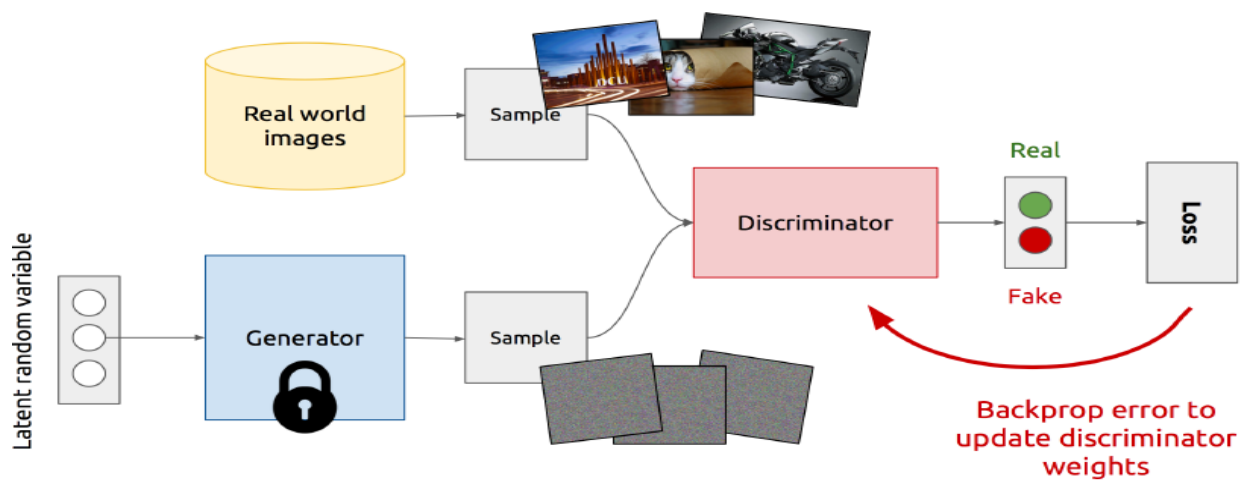 Real world
images
Sample
Real
Discriminator
Loss
Latent random variable
Generator
Sample
Fake
Backprop error to
update discriminator
weights